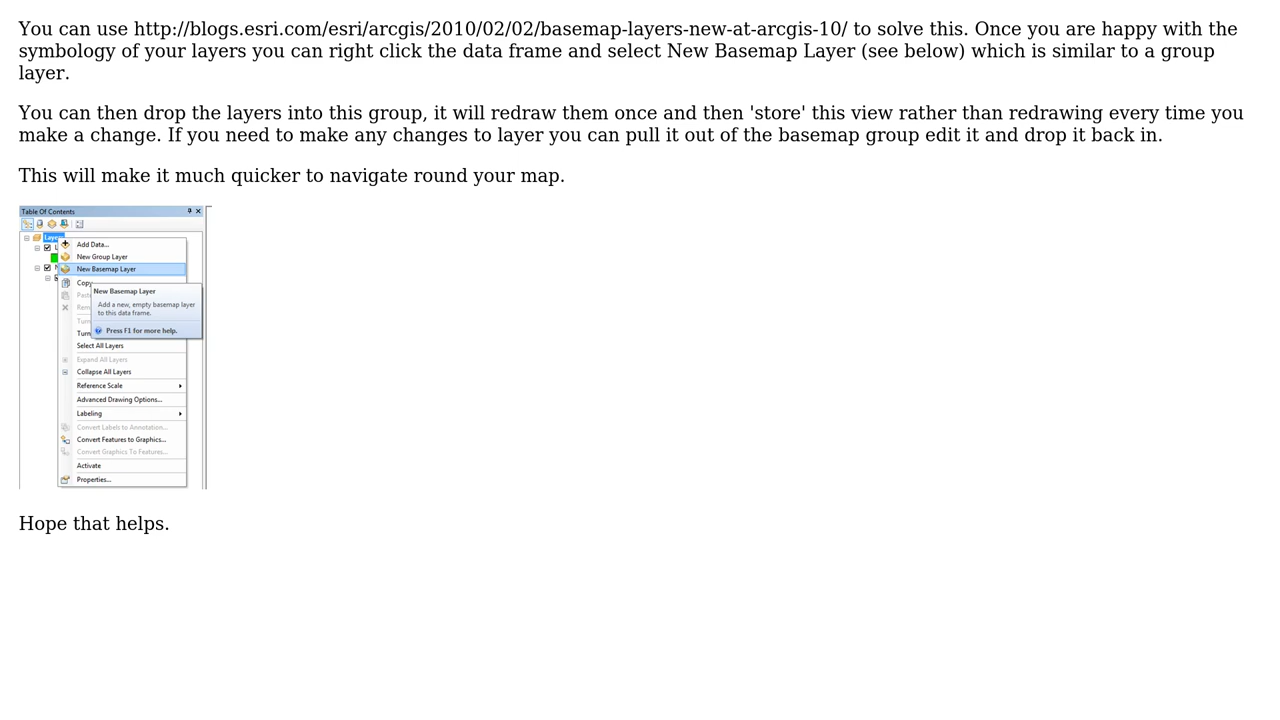 You can use http://blogs.esri.com/esri/arcgis/2010/02/02/basemap-layers-new-at-arcgis-10/ to solve this. Once you are happy with the
symbology of your layers you can right click the data frame and select New Basemap Layer (see below) which is similar to a group
layer.
You can then drop the layers into this group, it will redraw them once and then 'store' this view rather than redrawing every time you
make a change. If you need to make any changes to layer you can pull it out of the basemap group edit it and drop it back in.
This will make it much quicker to navigate round your map.
Table Of Contents
Add Data...
New Group Layer
New Basemap Layer
Copy
New Basemap Layer
Add a new, empty basemap layer
to this data frame.
Press F1 for more help.
Select All Layers
Expand All Layers
Collapse All Layers
Reference Scale
Advanced Drawing Options...
Labeling
Convert Labels to Annotation...
Convert Features to Graphics...
Convert Graphics To Features...
Activate
Properties...
Hope that helps.